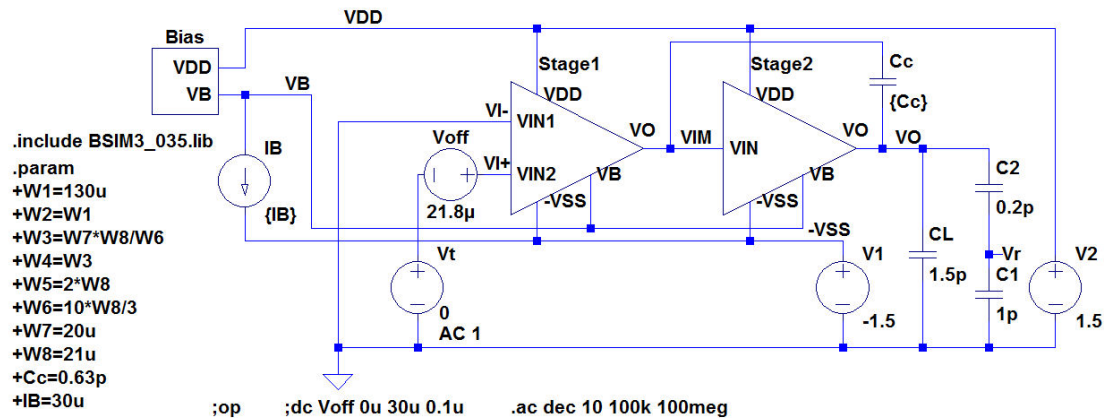 VDD
Bias
VDD
VB
VB
Stage1
VDD
VI-
VIN1
Voff
VI+
VIN2
21.8µ
VO
VB
-VSS
VIM
Stage2
VDD
VIN
VO
VB
-VSS
Cc
{Cc}
VO
C2
0.2p
Vr
C1
1p
CL
1.5p
-VSS
V1
-1.5
V2
1.5
IB
{IB}
Vt
0
AC 1
.include BSIM3_035.lib
.param
+W1=130u
+W2=W1
+W3=W7*W8/W6
+W4=W3
+W5=2*W8
+W6=10*W8/3
+W7=20u
+W8=21u
+Cc=0.63p
+IB=30u
;op ;dc Voff 0u 30u 0.1u .ac dec 10 100k 100meg